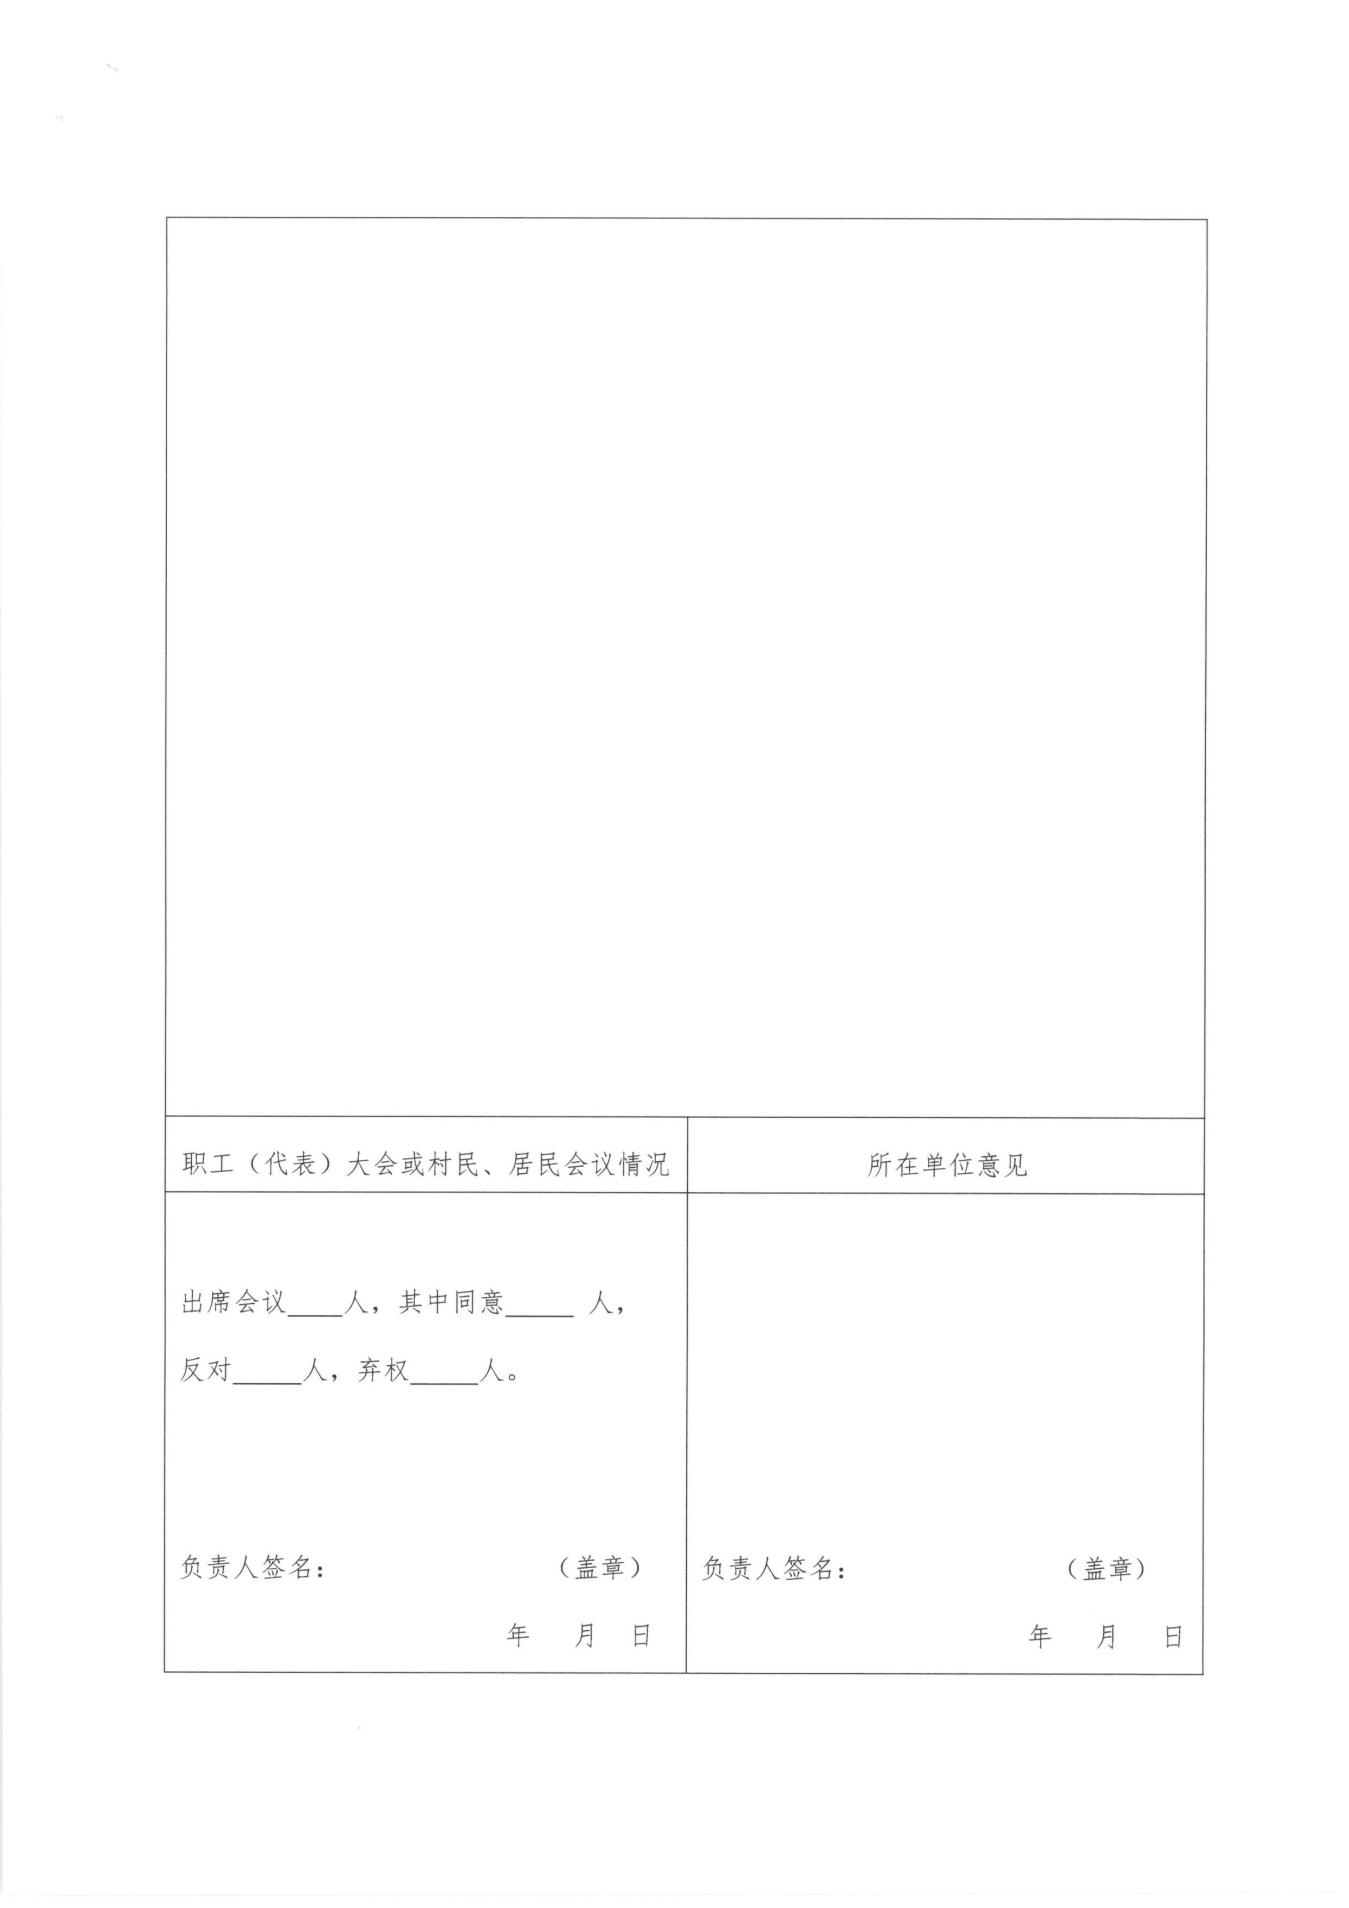 职工（代表）大会或村民、居民会议情况
所在单位意见
出席会议____人，其中同意_____ 人，
反对_____人，弃权_____人。
负责人签名： （盖章）
年 月 日
负责人签名： （盖章）
年 月 日